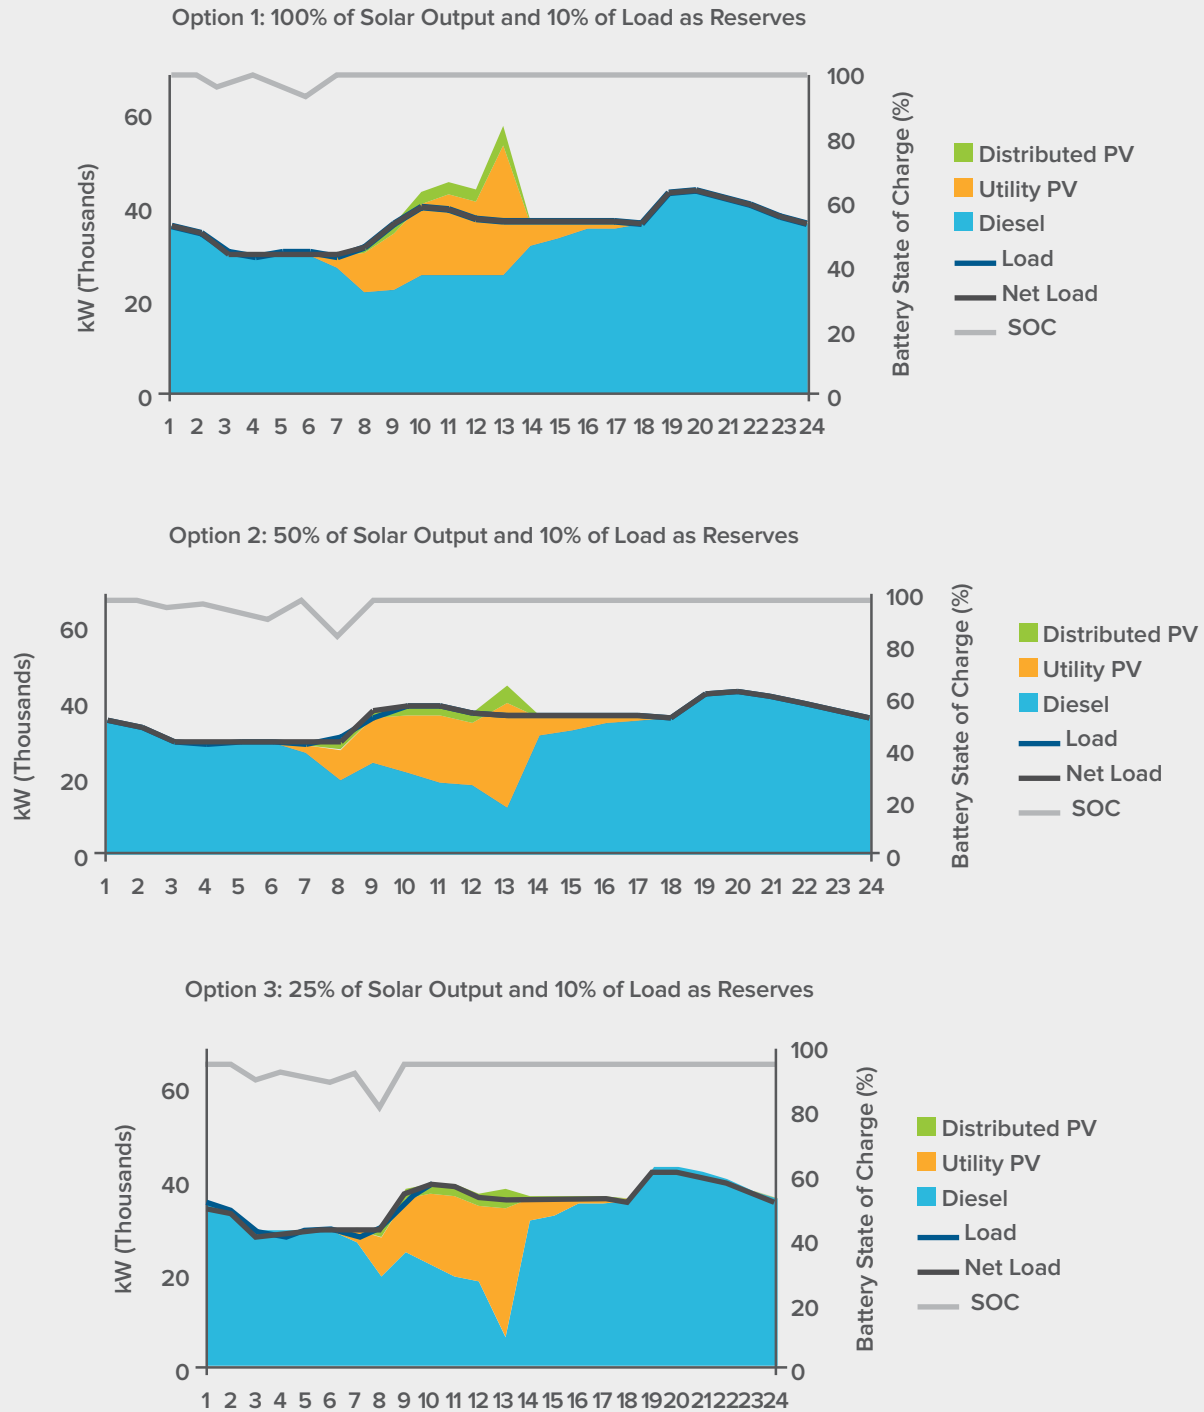 Option 1: 100% of Solar Output and 10% of Load as Reserves
kW (Thousands)
60
40
20
0
100
80
60
40
20
0
Battery State of Charge (%)
1 2 3 4 5 6 7 8 9 10 11 12 13 14 15 16 17 18 19 20 21 22 23 24
Distributed PV
Utility PV
Diesel
Load
Net Load
SOC
Option 2: 50% of Solar Output and 10% of Load as Reserves
kW (Thousands)
60
40
20
0
100
80
60
40
20
0
Battery State of Charge (%)
1 2 3 4 5 6 7 8 9 10 11 12 13 14 15 16 17 18 19 20 21 22 23 24
Distributed PV
Utility PV
Diesel
Load
Net Load
SOC
Option 3: 25% of Solar Output and 10% of Load as Reserves
kW (Thousands)
60
40
20
0
100
80
60
40
20
0
Battery State of Charge (%)
1 2 3 4 5 6 7 8 9 10 11 12 13 14 15 16 17 18 19 20 21 22 23 24
Distributed PV
Utility PV
Diesel
Load
Net Load
SOC